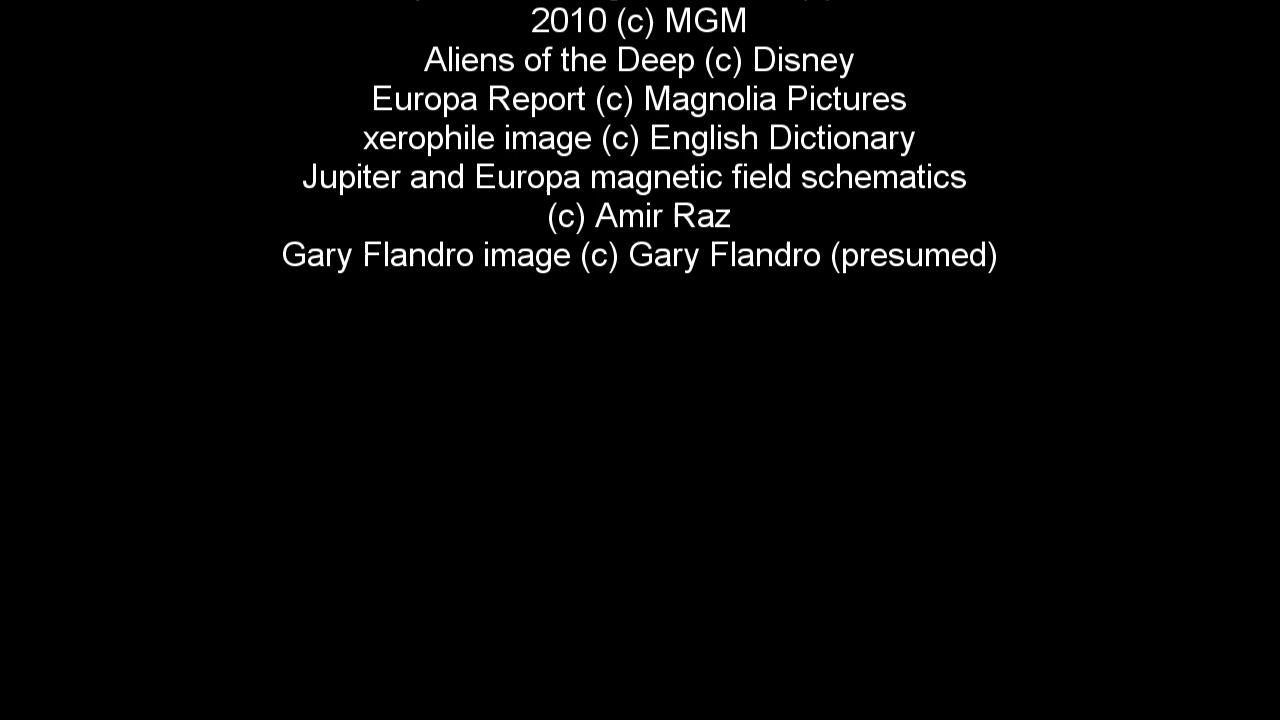 2010 (c) MGM
Aliens of the Deep (c) Disney
Europa Report (c) Magnolia Pictures
xerophile image (c) English Dictionary
Jupiter and Europa magnetic field schematics
(c) Amir Raz
Gary Flandro image (c) Gary Flandro (presumed)